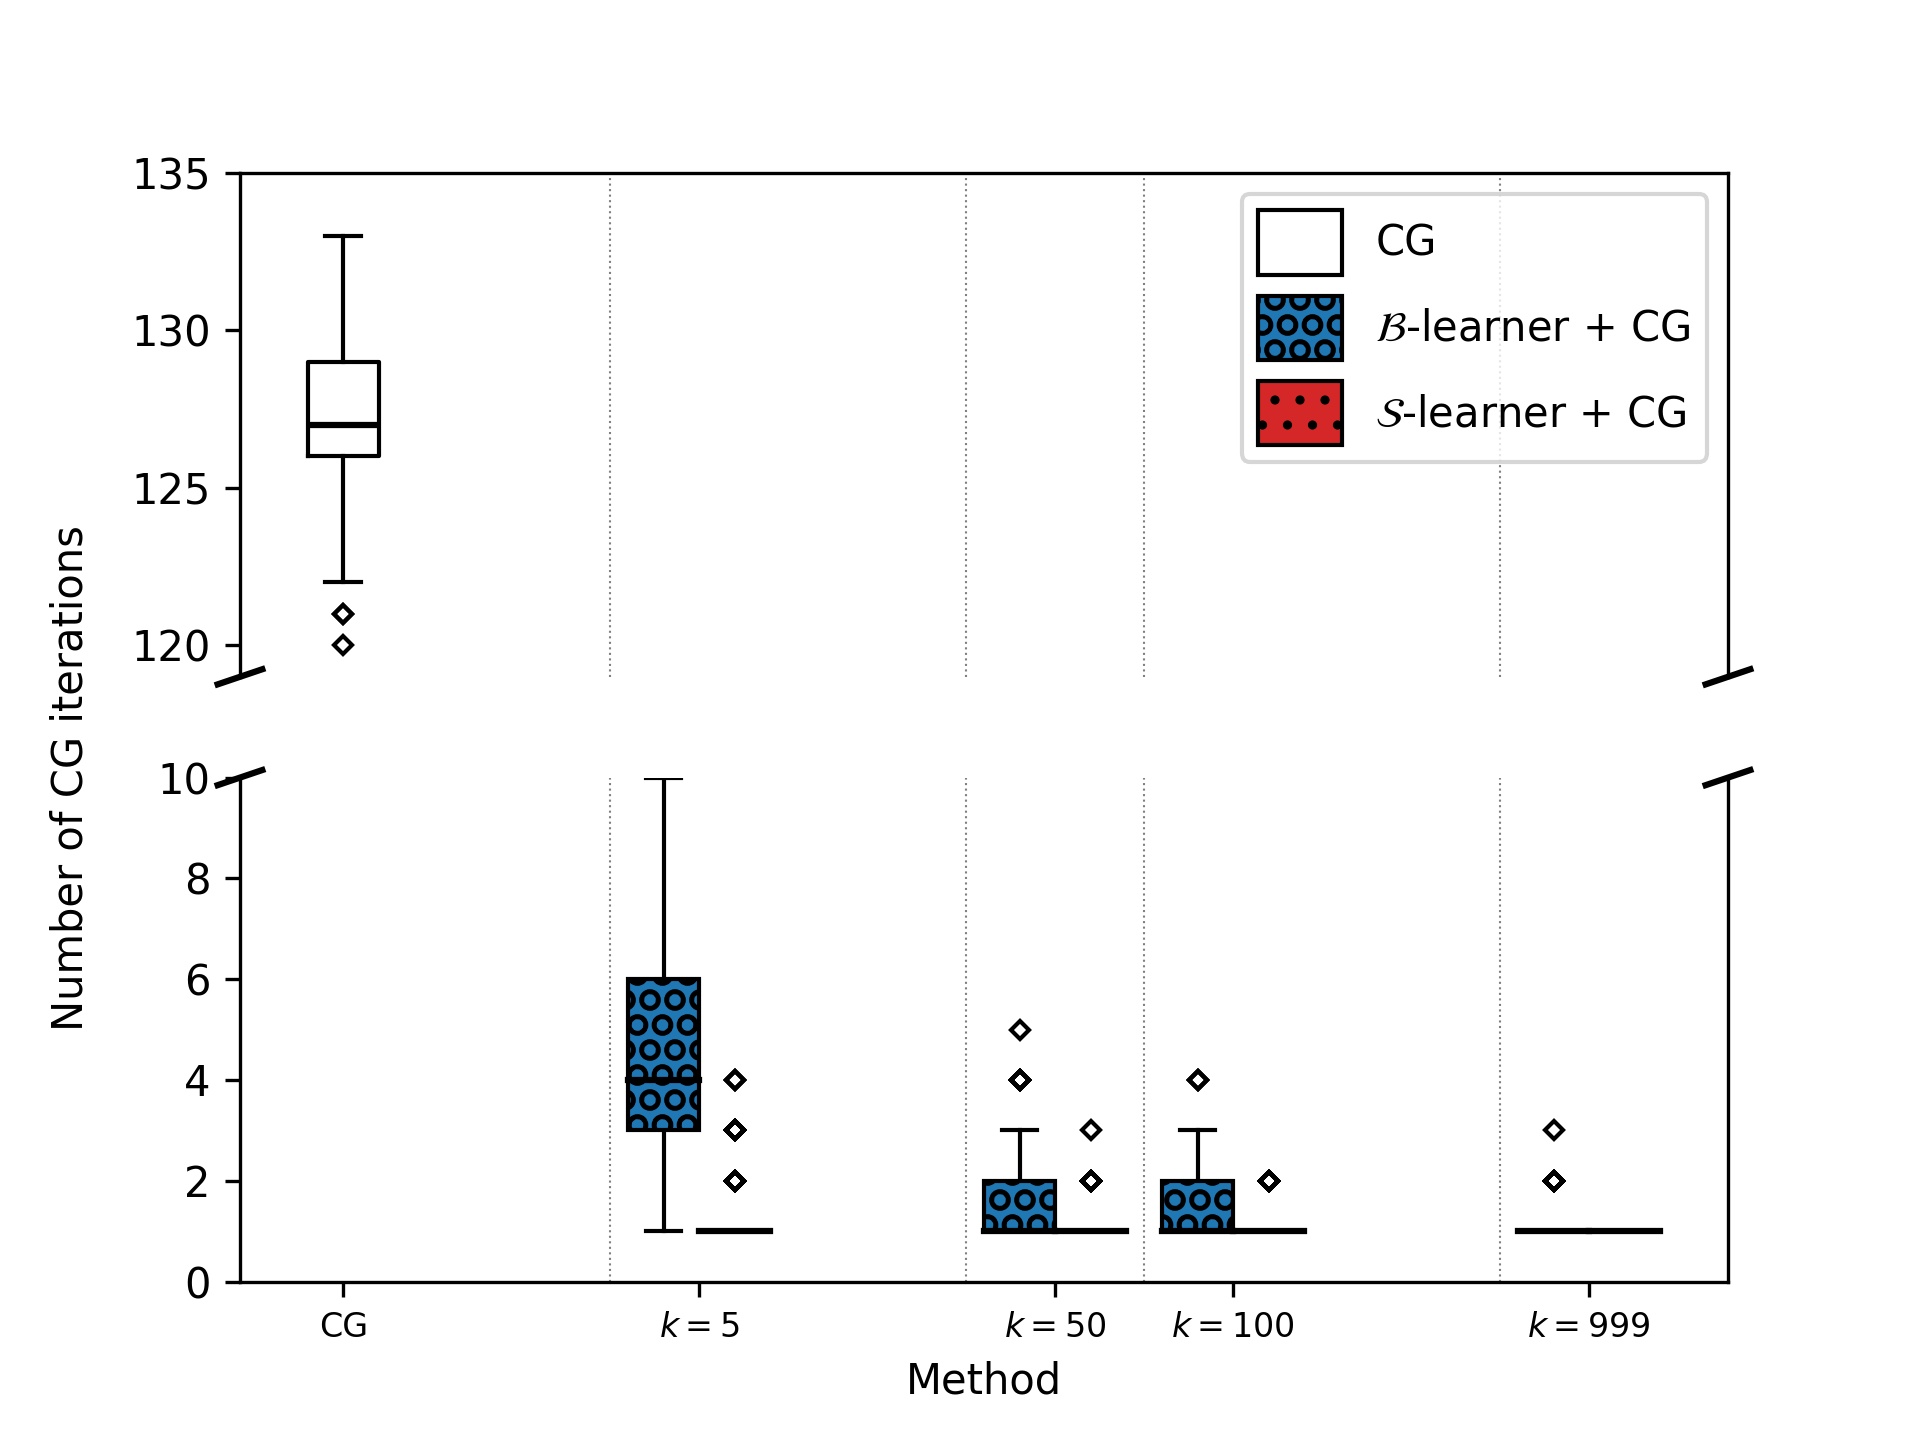 135
130
125
120
10
8
6
4
2
0
Number of CG iterations
CG
ℬ-learner + CG
𝒮-learner + CG
CG
k = 5
k = 50
k = 100
k = 999
Method